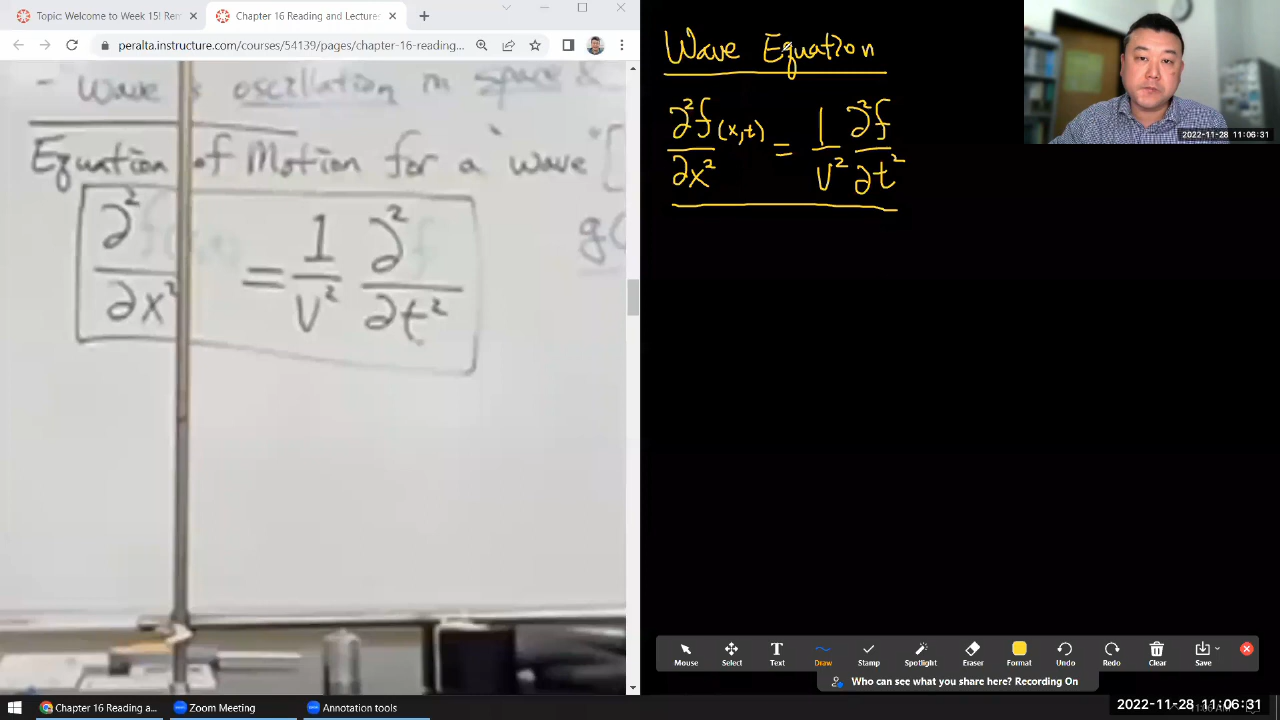 Topic: Welcome to Week 15! Rem
Chapter 16 Reading and Lectures
paultaiinstructure.com/courses/54139/files/chapter-16-reading...
- Wave is oscillation in space &
Equation of Motion for a wave
∂²/∂x² = 1/v² ∂²/∂t²
Wave Equation
∂²f(x,t)/∂x² = 1/v² ∂²f/∂t²
2022-11-28 11:06:31
Mouse Select Text Draw Stamp Spotlight Eraser Format Undo Redo Clear Save
Who can see what you share here? Recording On
Chapter 16 Reading a... Zoom Meeting Annotation tools
2022-11-28 11:06:31